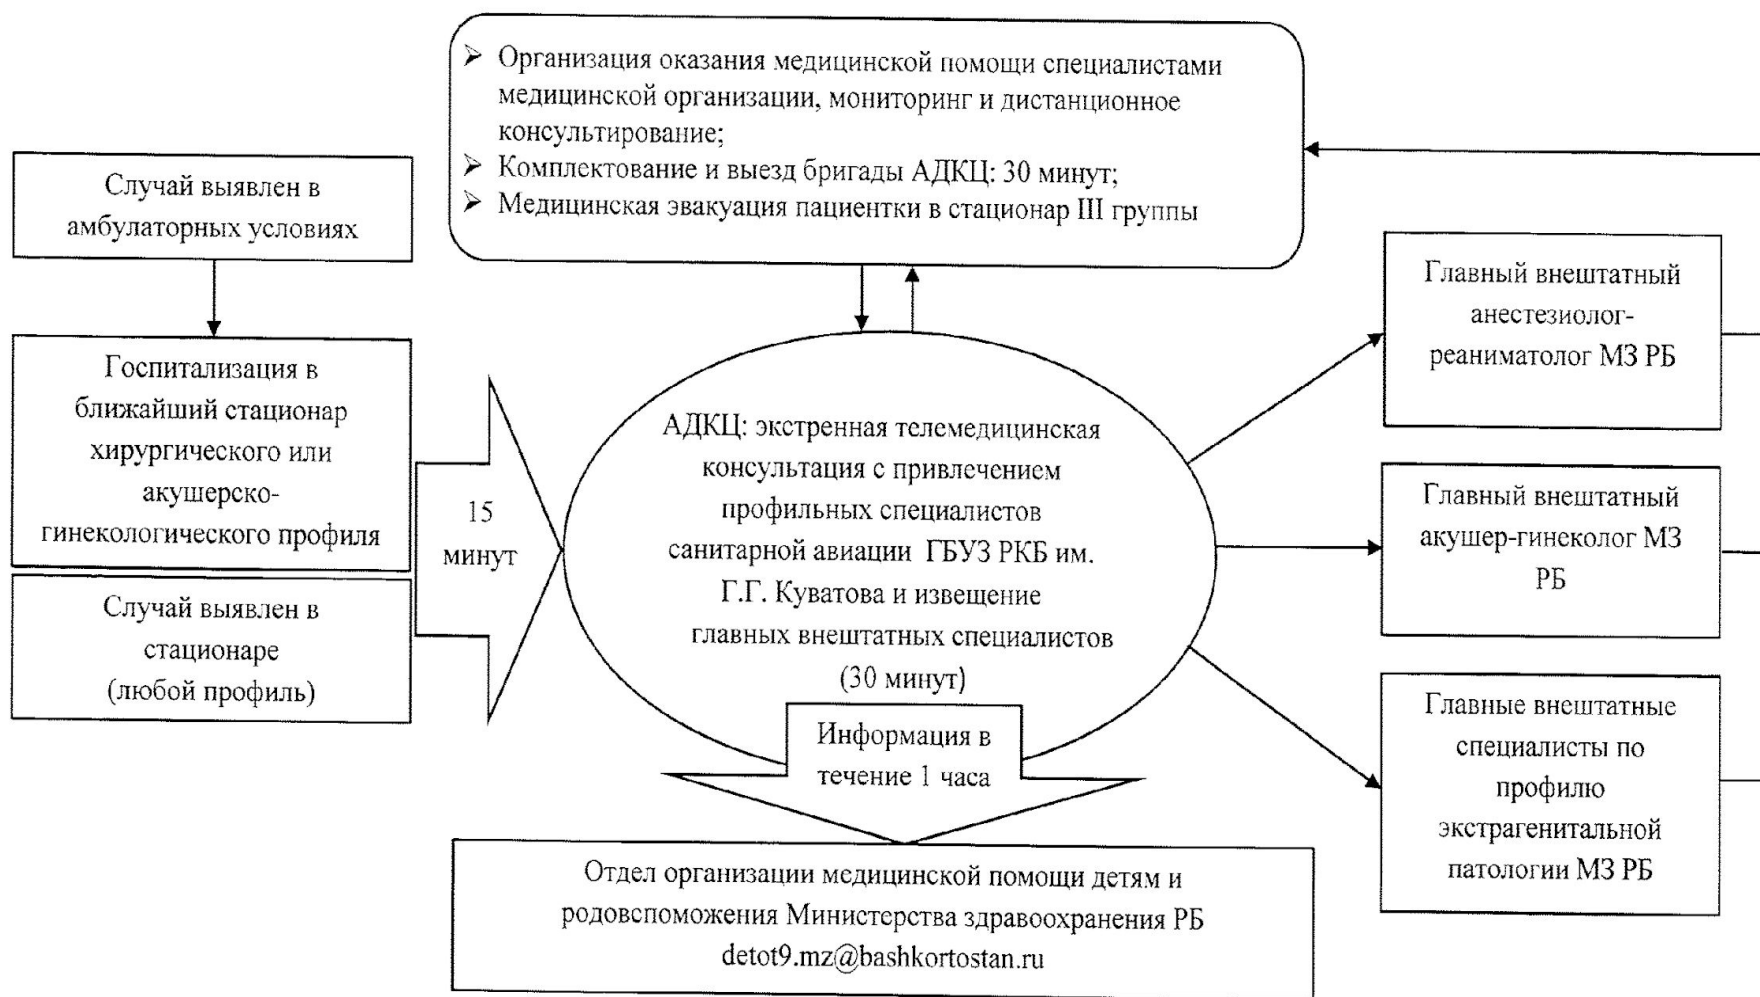 ➢ Организация оказания медицинской помощи специалистами
медицинской организации, мониторинг и дистанционное
консультирование;
➢ Комплектование и выезд бригады АДКЦ: 30 минут;
➢ Медицинская эвакуация пациентки в стационар III группы
Случай выявлен в
амбулаторных условиях
Госпитализация в
ближайший стационар
хирургического или
акушерско-
гинекологического профиля
Случай выявлен в
стационаре
(любой профиль)
15
минут
АДКЦ: экстренная телемедицинская
консультация с привлечением
профильных специалистов
санитарной авиации ГБУЗ РКБ им.
Г.Г. Куватова и извещение
главных внештатных специалистов
(30 минут)
Информация в
течение 1 часа
Главный внештатный
анестезиолог-
реаниматолог МЗ РБ
Главный внештатный
акушер-гинеколог МЗ
РБ
Главные внештатные
специалисты по
профилю
экстрагенитальной
патологии МЗ РБ
Отдел организации медицинской помощи детям и
родовспоможения Министерства здравоохранения РБ
detot9.mz@bashkortostan.ru